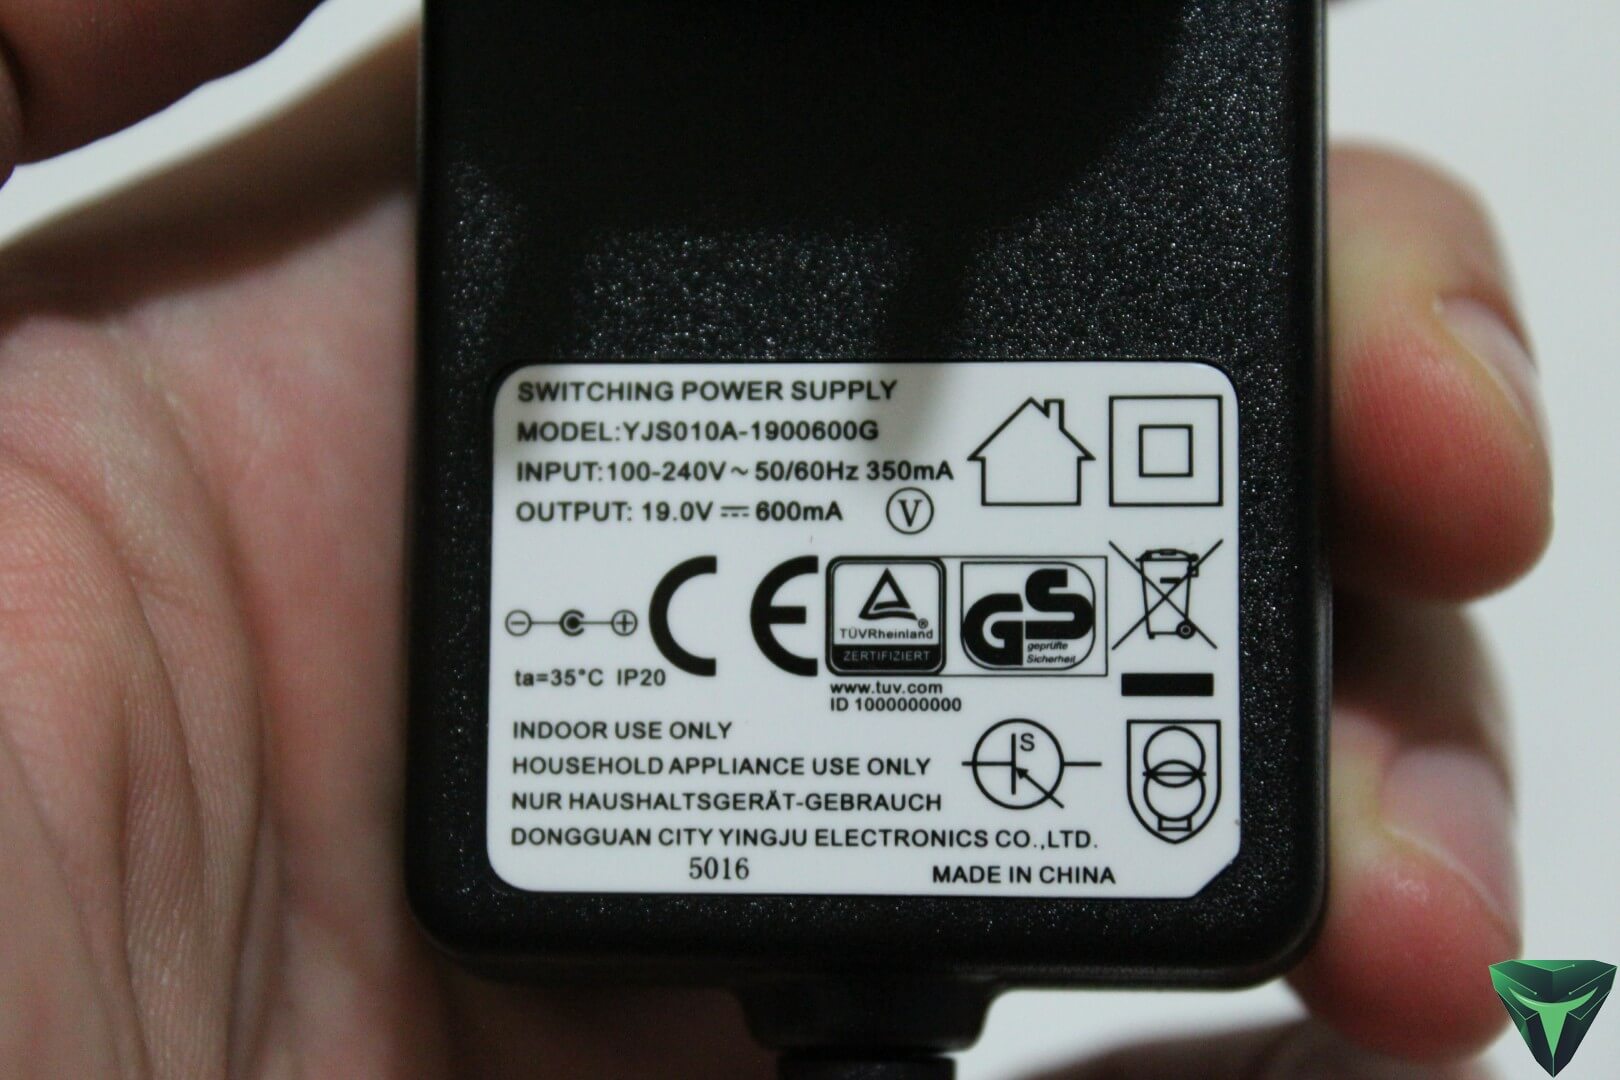 SWITCHING POWER SUPPLY
MODEL:YJS010A-1900600G
INPUT:100-240V~50/60Hz 350mA
OUTPUT: 19.0V ⎓ 600mA
V
CE
TÜVRheinland®
ZERTIFIZIERT
GS
geprüfte
Sicherheit
ta=35°C IP20
www.tuv.com
ID 1000000000
INDOOR USE ONLY
S
HOUSEHOLD APPLIANCE USE ONLY
NUR HAUSHALTSGERÄT-GEBRAUCH
DONGGUAN CITY YINGJU ELECTRONICS CO.,LTD.
5016
MADE IN CHINA